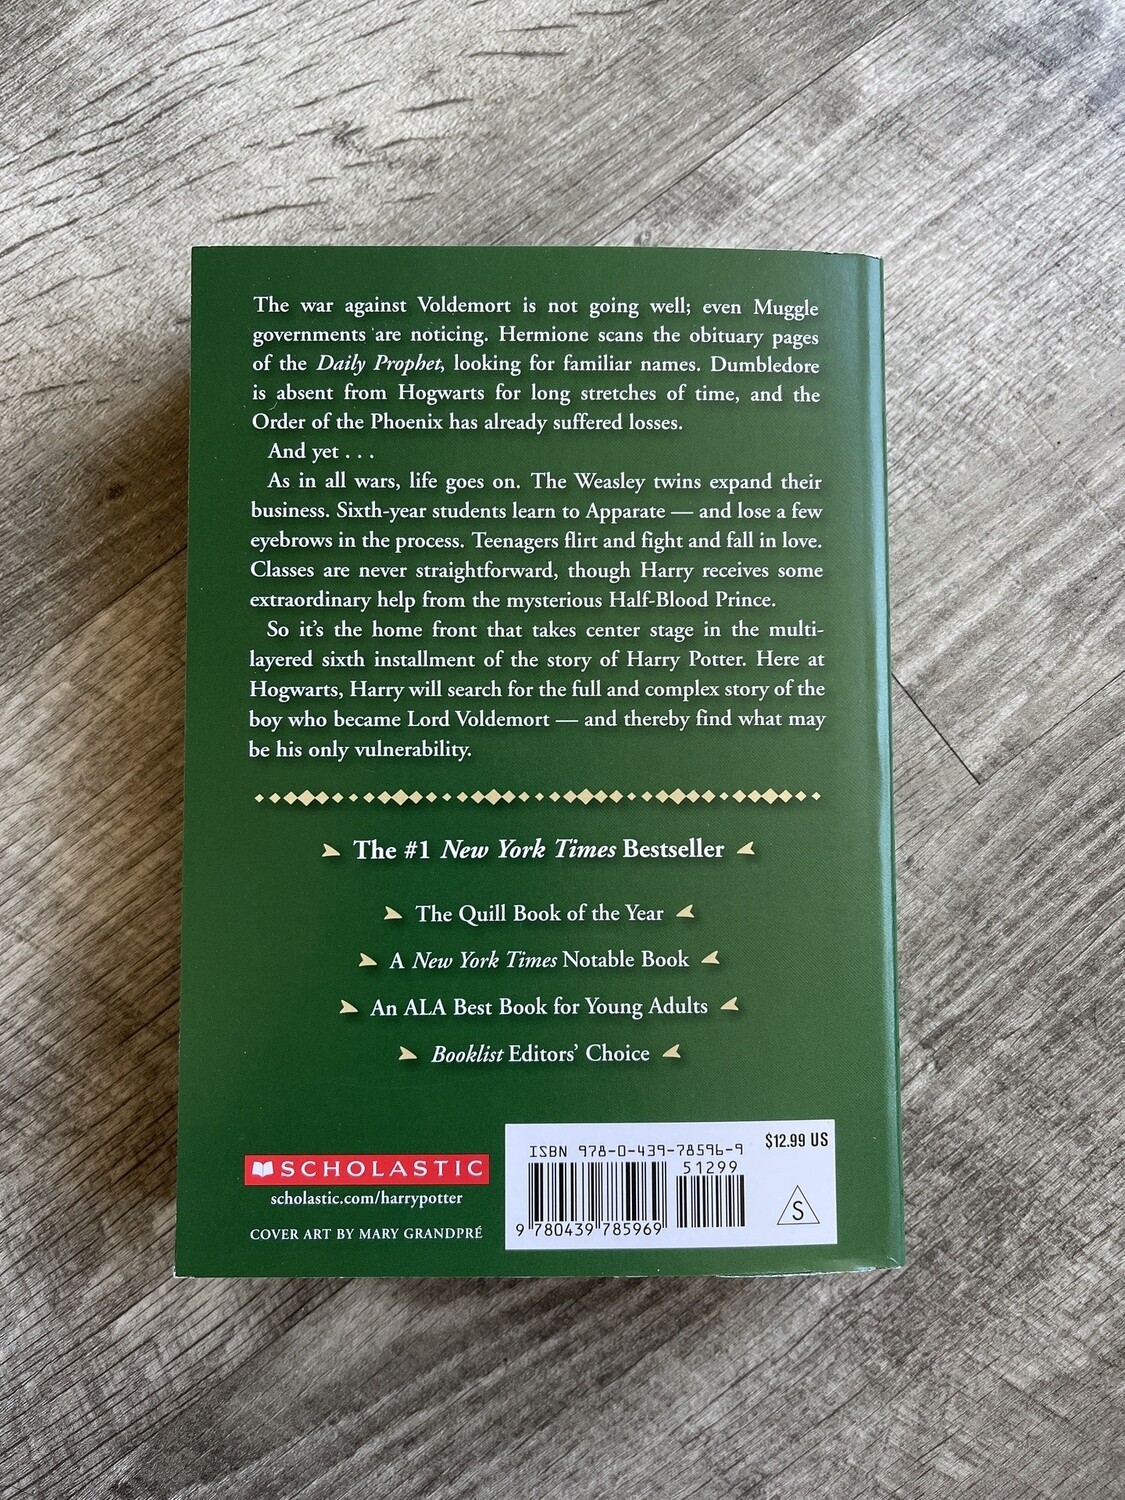 The war against Voldemort is not going well; even Muggle
governments are noticing. Hermione scans the obituary pages
of the Daily Prophet, looking for familiar names. Dumbledore
is absent from Hogwarts for long stretches of time, and the
Order of the Phoenix has already suffered losses.
And yet . . .
As in all wars, life goes on. The Weasley twins expand their
business. Sixth-year students learn to Apparate — and lose a few
eyebrows in the process. Teenagers flirt and fight and fall in love.
Classes are never straightforward, though Harry receives some
extraordinary help from the mysterious Half-Blood Prince.
So it's the home front that takes center stage in the multi-
layered sixth installment of the story of Harry Potter. Here at
Hogwarts, Harry will search for the full and complex story of the
boy who became Lord Voldemort — and thereby find what may
be his only vulnerability.
The #1 New York Times Bestseller
The Quill Book of the Year
A New York Times Notable Book
An ALA Best Book for Young Adults
Booklist Editors' Choice
SCHOLASTIC
scholastic.com/harrypotter
COVER ART BY MARY GRANDPRÉ
ISBN 978-0-439-78596-9
$12.99 US
51299
9 780439 785969
S